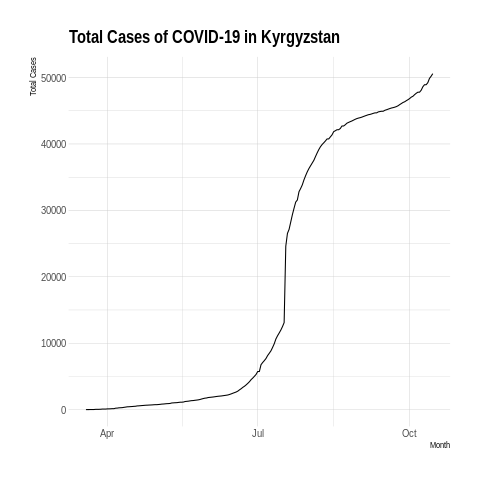 Total Cases of COVID-19 in Kyrgyzstan
Total Cases
50000
40000
30000
20000
10000
0
Apr
Jul
Oct
Month